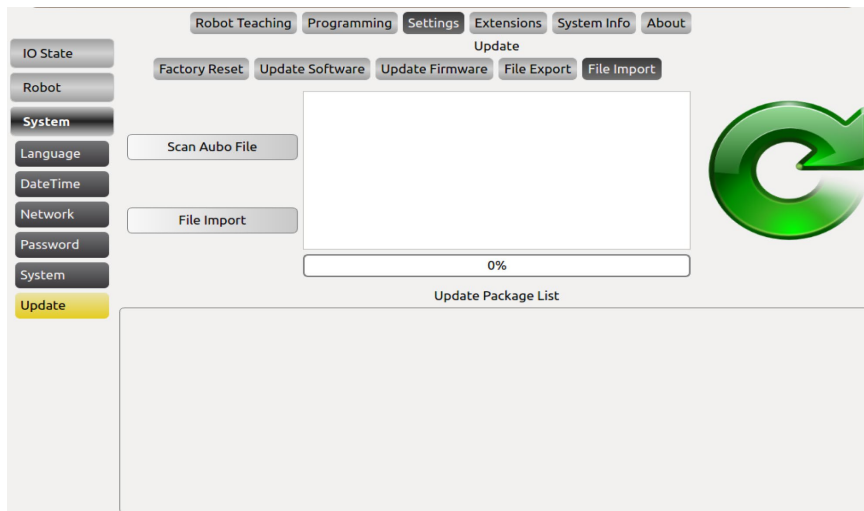 Robot Teaching Programming Settings Extensions System Info About
IO State
Robot
System
Language
DateTime
Network
Password
System
Update
Update
Factory Reset Update Software Update Firmware File Export File Import
Scan Aubo File
File Import
0%
Update Package List